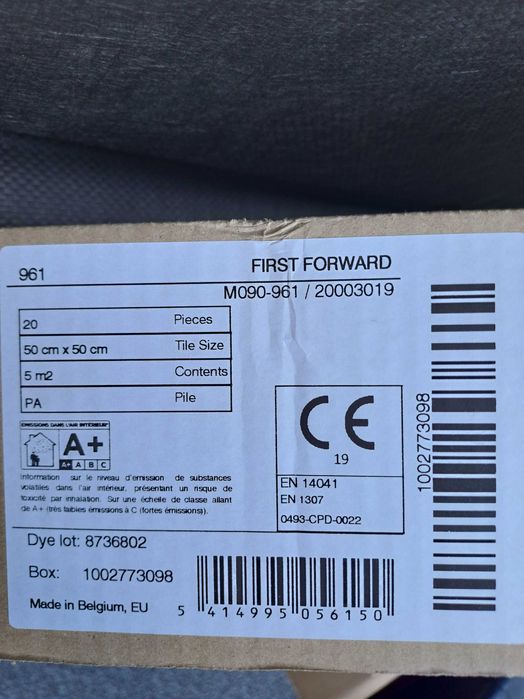 961 FIRST FORWARD
M090-961 / 20003019
20 Pieces
50 cm x 50 cm Tile Size
5 m2 Contents
PA Pile
ÉMISSIONS DANS L'AIR INTÉRIEUR
A+
A+ A B C
Information sur le niveau d'émission de substances
volatiles dans l'air intérieur, présentant un risque de
toxicité par inhalation. Sur une échelle de classe allant
de A+ (très faibles émissions à C (fortes émissions).
CE
19
EN 14041
EN 1307
0493-CPD-0022
1002773098
Dye lot: 8736802
Box: 1002773098
Made in Belgium, EU
5 414995 056150